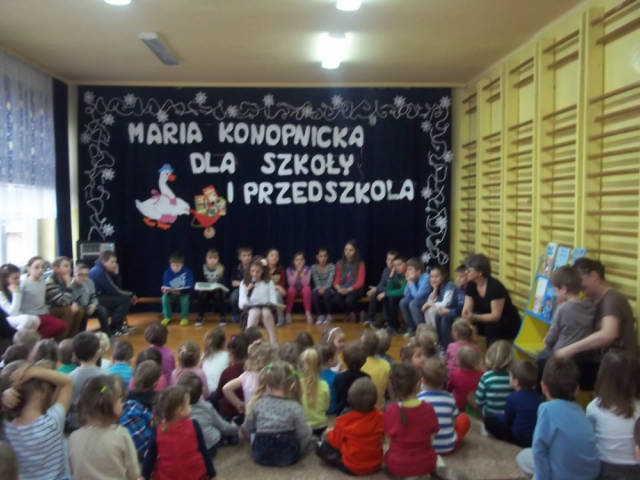 MARIA KONOPNICKA
DLA SZKOŁY
I PRZEDSZKOLA